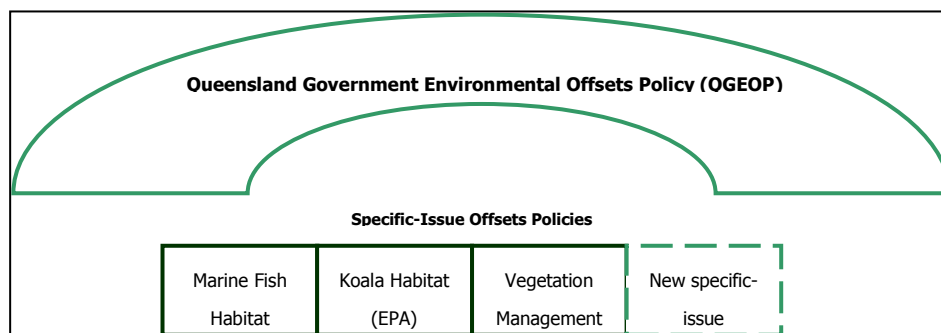 Queensland Government Environmental Offsets Policy (QGEOP)
Specific-Issue Offsets Policies
Marine Fish
Habitat
Koala Habitat
(EPA)
Vegetation
Management
New specific-
issue